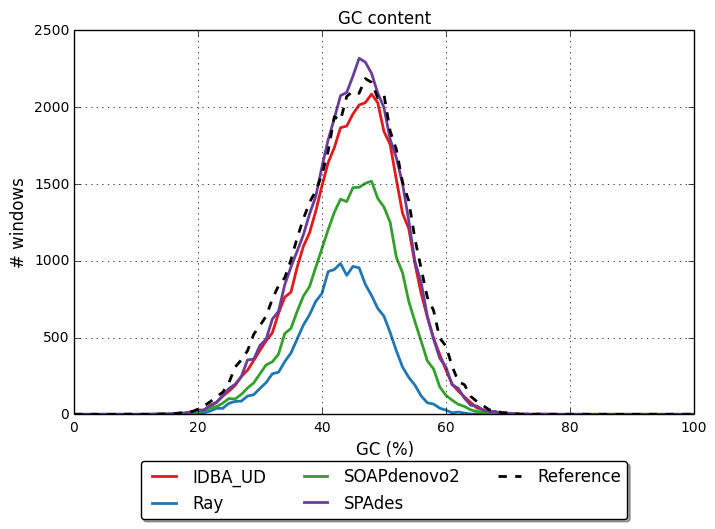 GC content
2500
2000
1500
1000
500
0
# windows
0 20 40 60 80 100
GC (%)
IDBA_UD SOAPdenovo2 Reference
Ray SPAdes